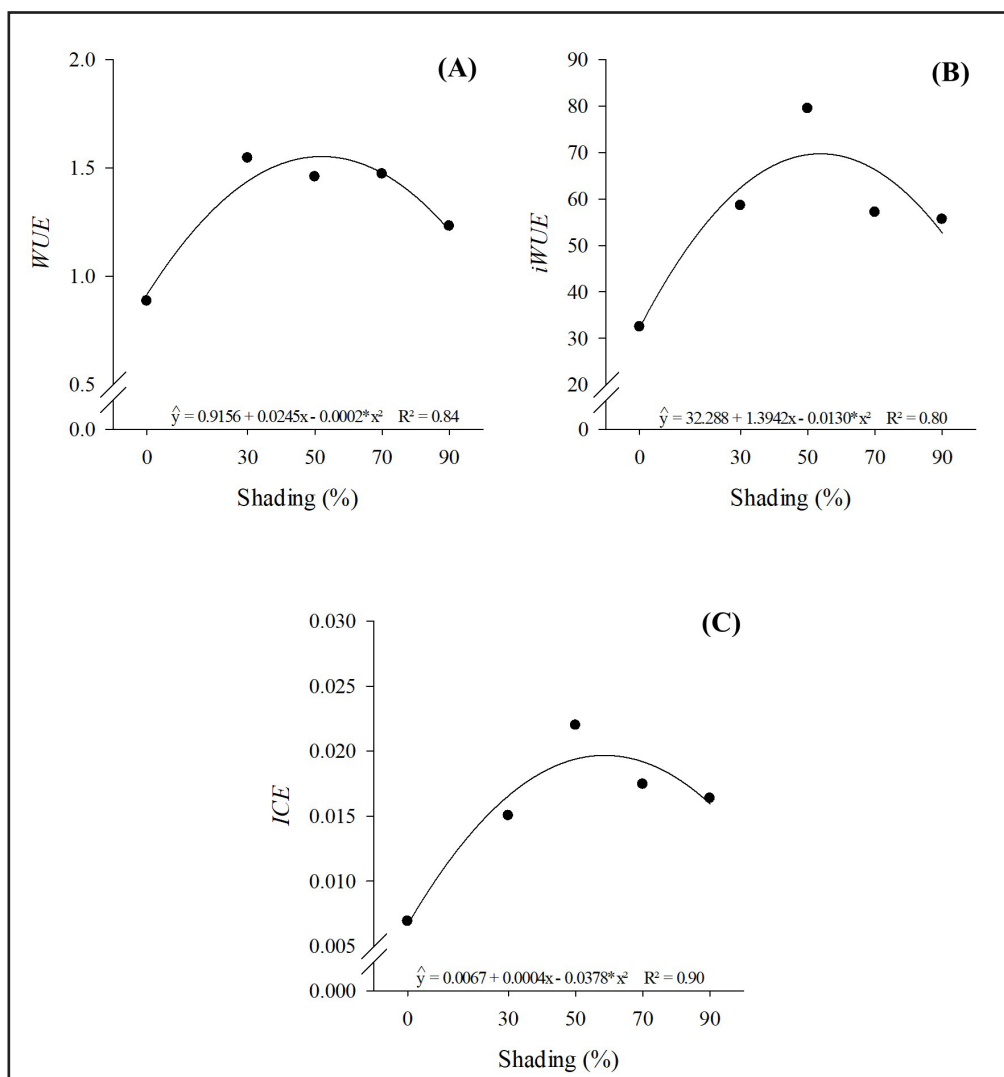 (A)
2.0
1.5
1.0
0.5
0.0
WUE
ŷ = 0.9156 + 0.0245x - 0.0002*x² R² = 0.84
0 30 50 70 90
Shading (%)
(B)
90
80
70
60
50
40
30
20
0
iWUE
ŷ = 32.288 + 1.3942x - 0.0130*x² R² = 0.80
0 30 50 70 90
Shading (%)
(C)
0.030
0.025
0.020
0.015
0.010
0.005
0.000
ICE
ŷ = 0.0067 + 0.0004x - 0.0378*x² R² = 0.90
0 30 50 70 90
Shading (%)